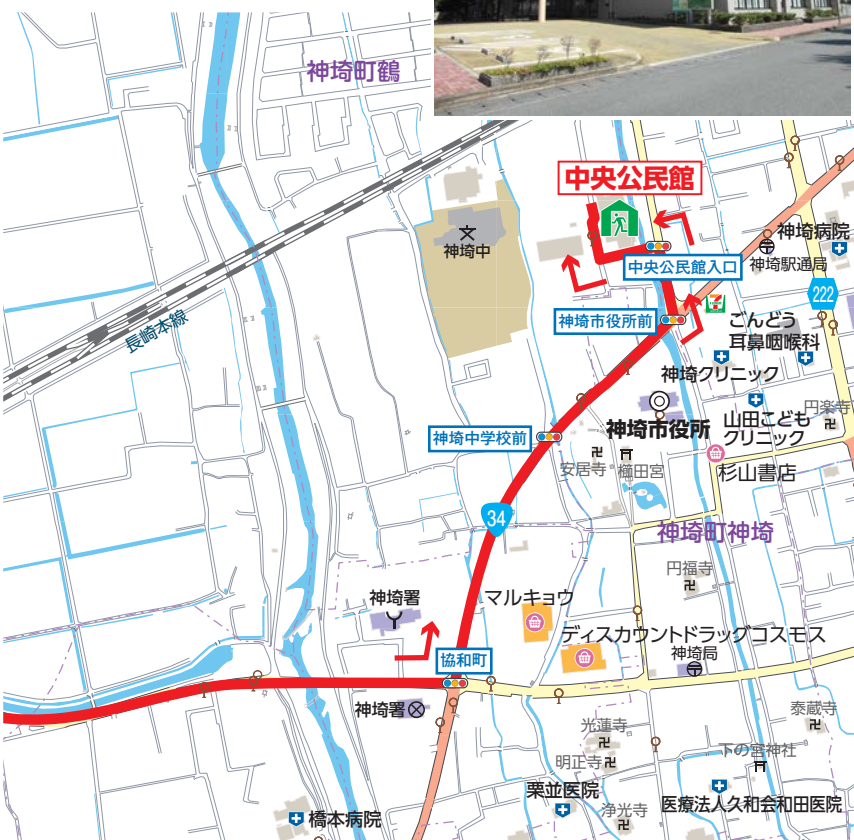 神埼町鶴
中央公民館
神埼病院
神埼駅通局
中央公民館入口
神埼中
222
神埼市役所前
ごんどう
耳鼻咽喉科
長崎本線
神埼クリニック
円楽寺
山田こども
クリニック
神埼市役所
神埼中学校前
安居寺
櫛田宮
杉山書店
34
神埼町神埼
円福寺
神埼署
マルキョウ
ディスカウントドラッグコスモス
神埼局
協和町
神埼署
泰蔵寺
光蓮寺
下の宮神社
明正寺
栗並医院
浄光寺
医療法人久和会和田医院
橋本病院